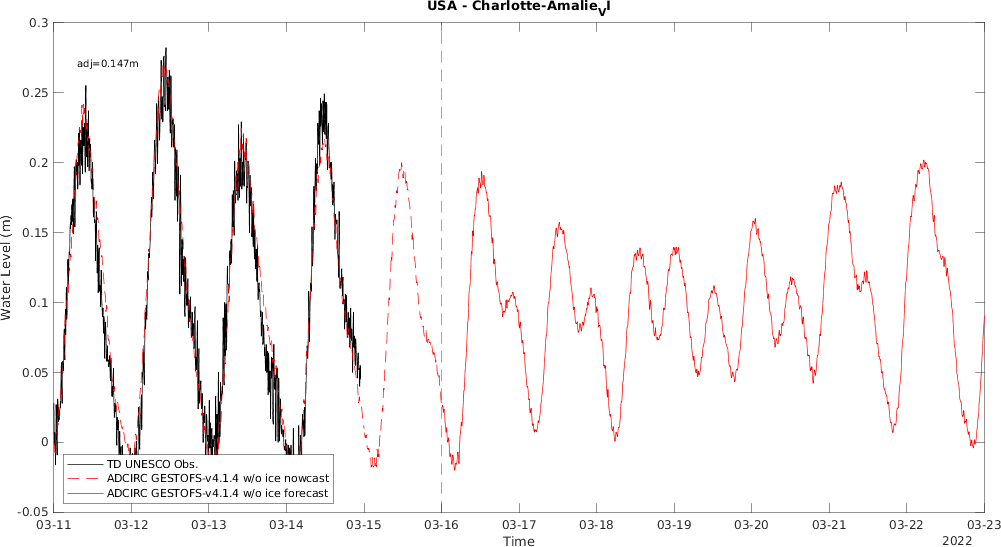 USA - Charlotte-Amalie_VI
0.3
0.25
0.2
0.15
0.1
0.05
0
-0.05
Water Level (m)
adj=0.147m
TD UNESCO Obs.
ADCIRC GESTOFS-v4.1.4 w/o ice nowcast
ADCIRC GESTOFS-v4.1.4 w/o ice forecast
03-11 03-12 03-13 03-14 03-15 03-16 03-17 03-18 03-19 03-20 03-21 03-22 03-23
Time
2022